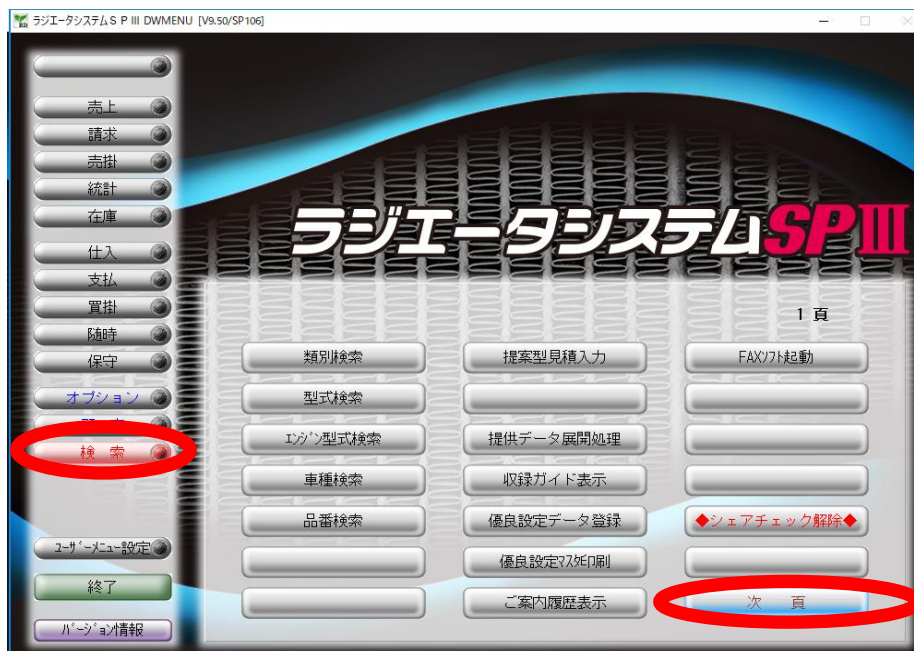 ラジエータシステムＳＰⅢ DWMENU [V9.50/SP106]
売上
請求
売掛
統計
在庫
仕入
支払
買掛
随時
保守
オプション
検 索
ユーザーメニュー設定
終了
バージョン情報
ラジエータシステムSPⅢ
1 頁
類別検索
提案型見積入力
FAXソフト起動
型式検索
エンジン型式検索
提供データ展開処理
車種検索
収録ガイド表示
品番検索
優良設定データ登録
◆シェアチェック解除◆
優良設定マスタ印刷
ご案内履歴表示
次 頁